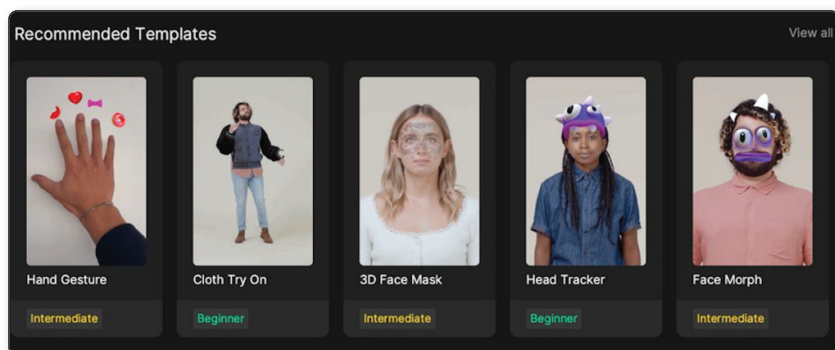 Recommended Templates
View all
Hand Gesture
Intermediate
Cloth Try On
Beginner
3D Face Mask
Intermediate
Head Tracker
Beginner
Face Morph
Intermediate